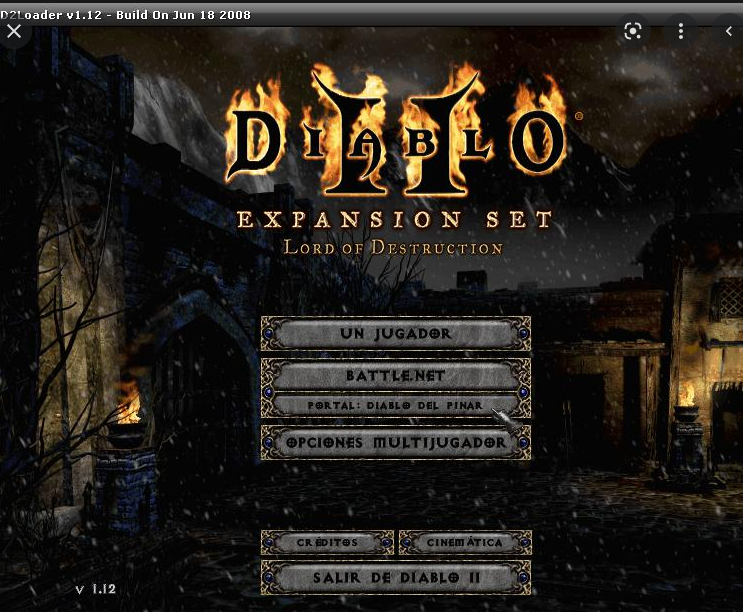 D2Loader v1.12 - Build On Jun 18 2008
DIABLO II
EXPANSION SET
LORD OF DESTRUCTION
UN JUGADOR
BATTLE.NET
PORTAL: DIABLO DEL PINAR
OPCIONES MULTIJUGADOR
CRÉDITOS CINEMÁTICA
SALIR DE DIABLO II
V 1.12